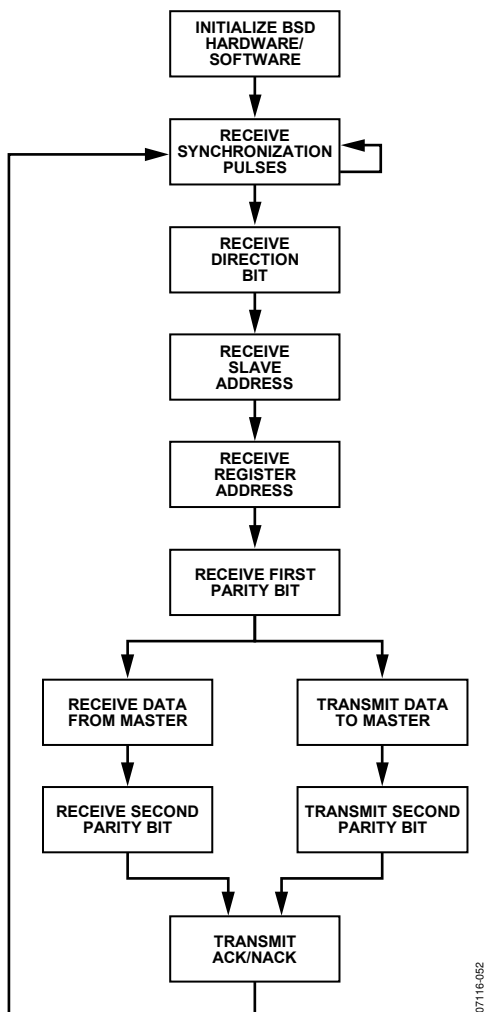 INITIALIZE BSD
HARDWARE/
SOFTWARE
RECEIVE
SYNCHRONIZATION
PULSES
RECEIVE
DIRECTION
BIT
RECEIVE
SLAVE
ADDRESS
RECEIVE
REGISTER
ADDRESS
RECEIVE FIRST
PARITY BIT
RECEIVE DATA
FROM MASTER
TRANSMIT DATA
TO MASTER
RECEIVE SECOND
PARITY BIT
TRANSMIT SECOND
PARITY BIT
TRANSMIT
ACK/NACK
07116-052